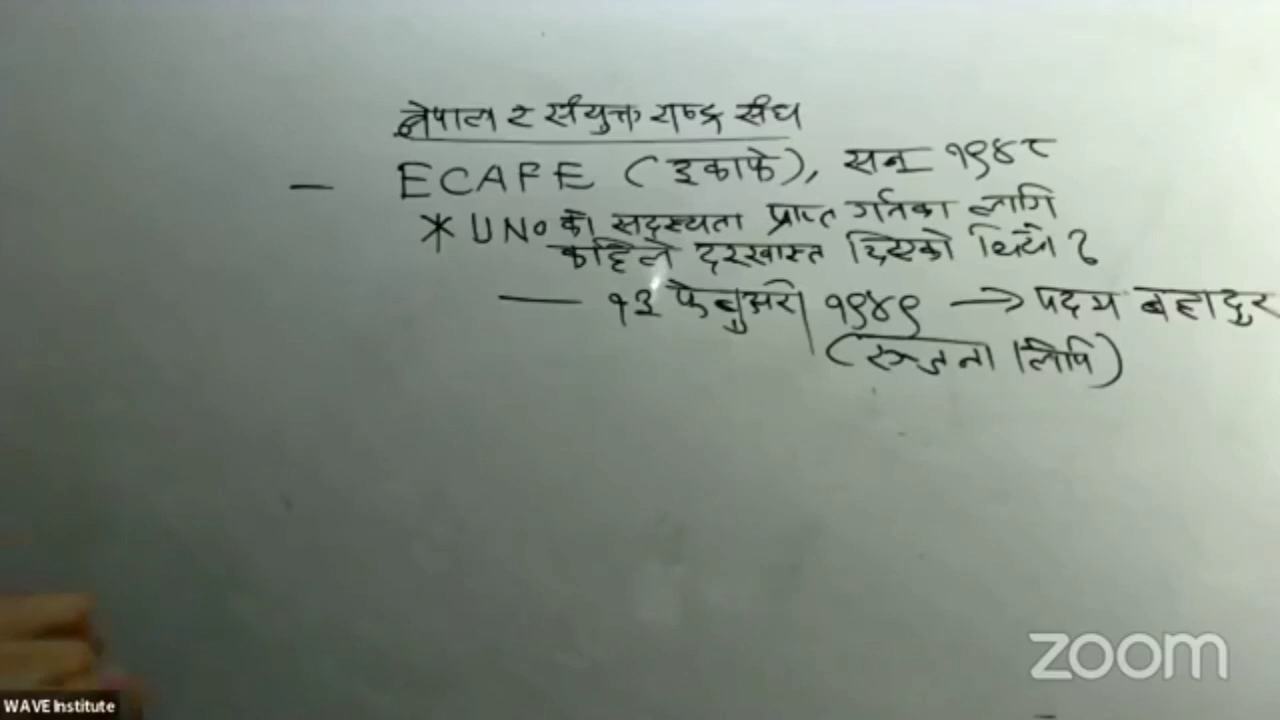 नेपाल र संयुक्त राष्ट्र संघ
— ECAFE (इकाफे), सन् १९४८
* UNO को सदस्यता प्राप्त गर्नका लागि
कहिले दरखास्त दिएको थियो ?
— १३ फेब्रुअरी १९४९ → पदम बहादुर
(रञ्जना लिपि)
zoom
WAVE Institute